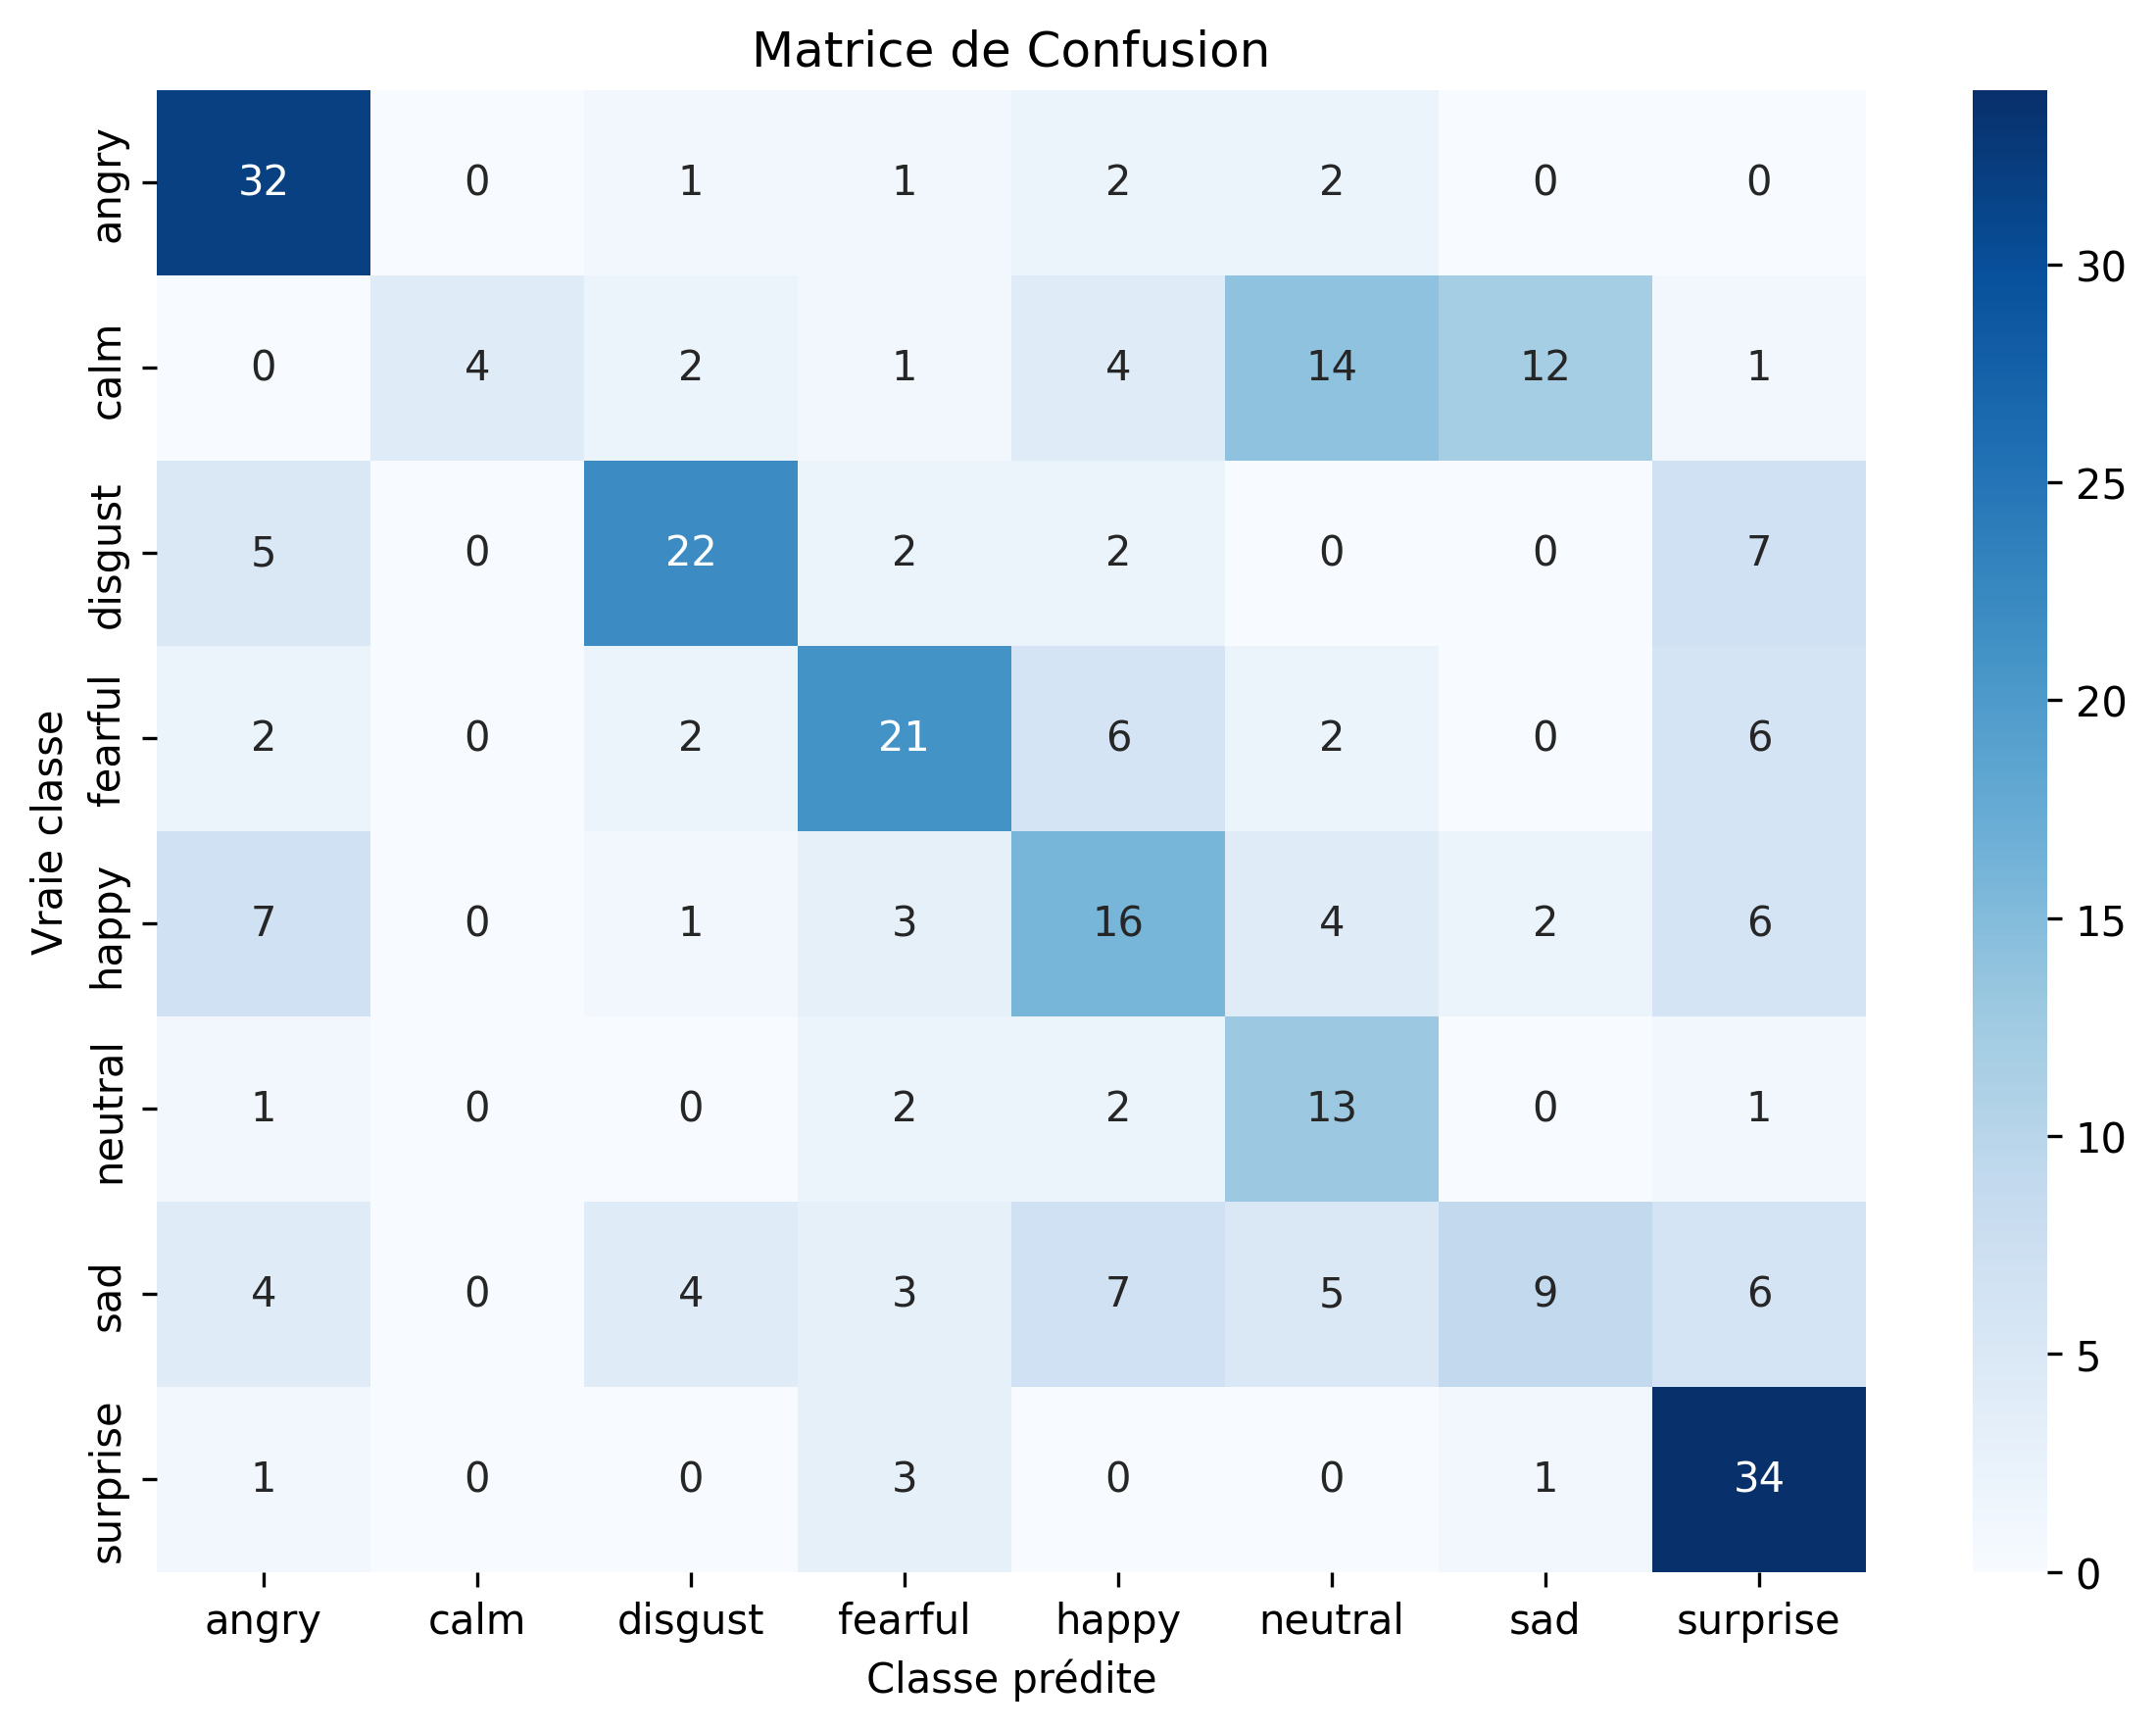 Matrice de Confusion
angry 32 0 1 1 2 2 0 0
calm 0 4 2 1 4 14 12 1
disgust 5 0 22 2 2 0 0 7
fearful 2 0 2 21 6 2 0 6
happy 7 0 1 3 16 4 2 6
neutral 1 0 0 2 2 13 0 1
sad 4 0 4 3 7 5 9 6
surprise 1 0 0 3 0 0 1 34
angry calm disgust fearful happy neutral sad surprise
Classe prédite
Vraie classe
30
25
20
15
10
5
0